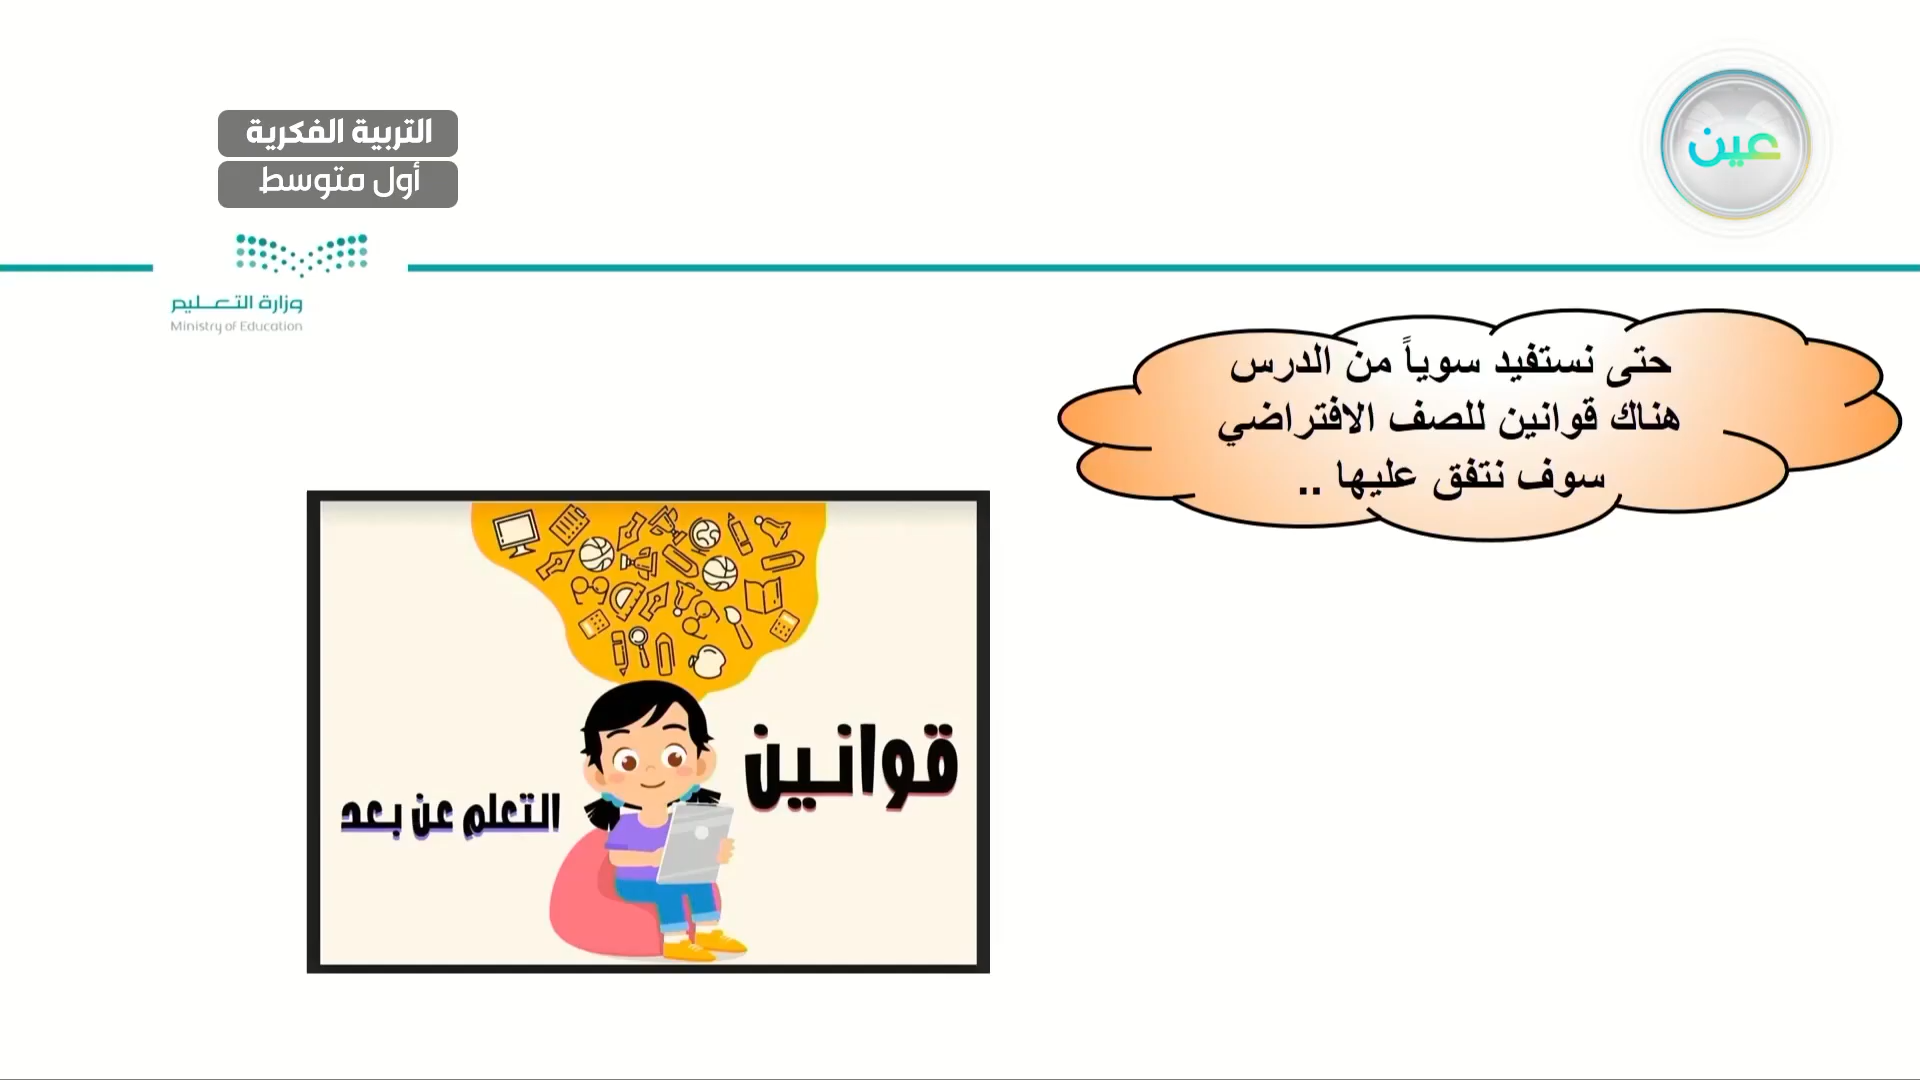 التربية الفكرية
أول متوسط
عين
وزارة التعليم
Ministry of Education
حتى نستفيد سوياً من الدرس
هناك قوانين للصف الافتراضي
سوف نتفق عليها ..
قوانين
التعلم عن بعد